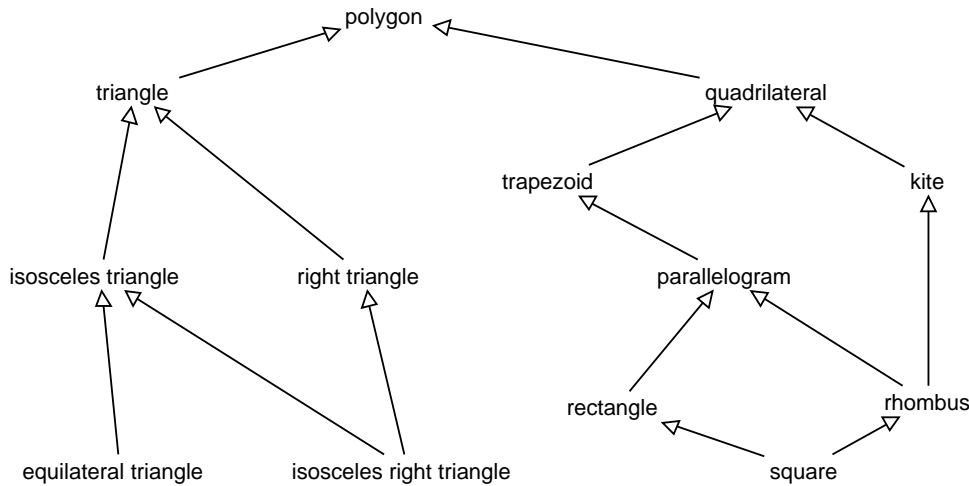 polygon
triangle
quadrilateral
trapezoid
kite
isosceles triangle
right triangle
parallelogram
rectangle
rhombus
equilateral triangle
isosceles right triangle
square